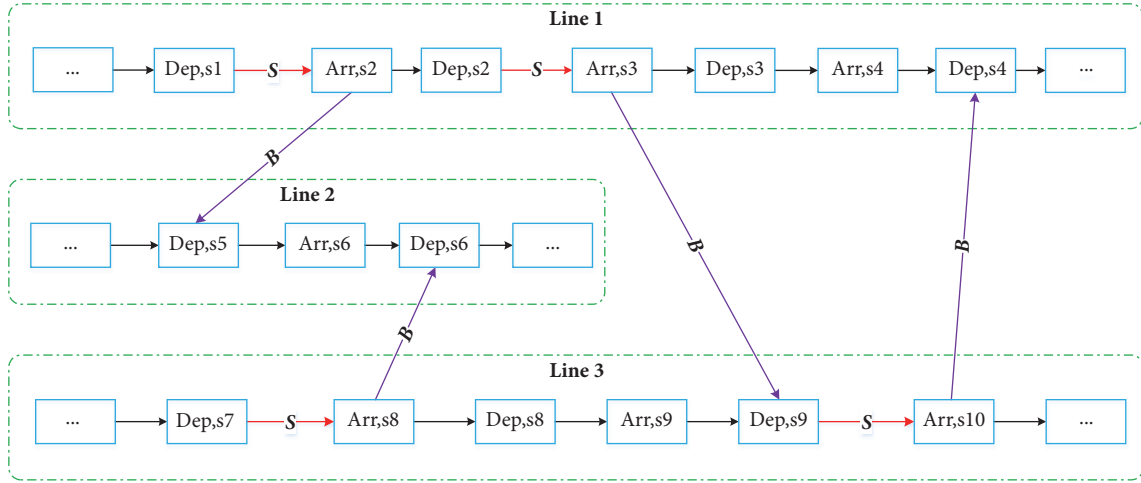 Line 1
... Dep,s1 S Arr,s2 Dep,s2 S Arr,s3 Dep,s3 Arr,s4 Dep,s4 ...
B
Line 2
... Dep,s5 Arr,s6 Dep,s6 ...
B
B
B
Line 3
... Dep,s7 S Arr,s8 Dep,s8 Arr,s9 Dep,s9 S Arr,s10 ...